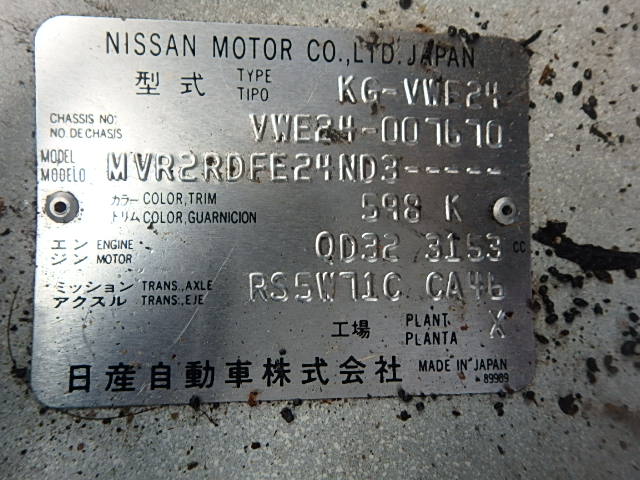 NISSAN MOTOR CO.,LTD. JAPAN
型式 TYPE TIPO KG-VWE24
CHASSIS NO. NO. DE CHASIS VWE24-007670
MODEL MODELO MVR2RDFE24ND3-----
カラー COLOR,TRIM
トリム COLOR, GUARNICION 598 K
エンジン ENGINE MOTOR QD32 3153 CC
ミッション TRANS., AXLE
アクスル TRANS., EJE RS5W71C CA46
工場 PLANT PLANTA X
日産自動車株式会社 MADE IN JAPAN
89909